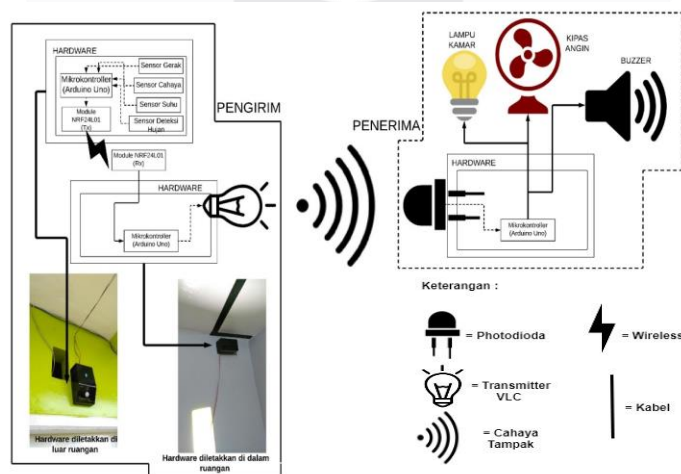 HARDWARE
Sensor Gerak
Mikrokontroller
(Arduino Uno)
Sensor Cahaya
Sensor Suhu
Module
NRF24L01
(Tx)
Sensor Deteksi
Hujan
PENGIRIM
Module NRF24L01
(Rx)
HARDWARE
Mikrokontroller
(Arduino Uno)
Hardware diletakkan di
luar ruangan
Hardware diletakkan di dalam
ruangan
LAMPU
KAMAR
KIPAS
ANGIN
BUZZER
PENERIMA
HARDWARE
Mikrokontroller
(Arduino Uno)
Keterangan :
= Photodioda
= Wireless
= Transmitter
VLC
= Kabel
= Cahaya
Tampak